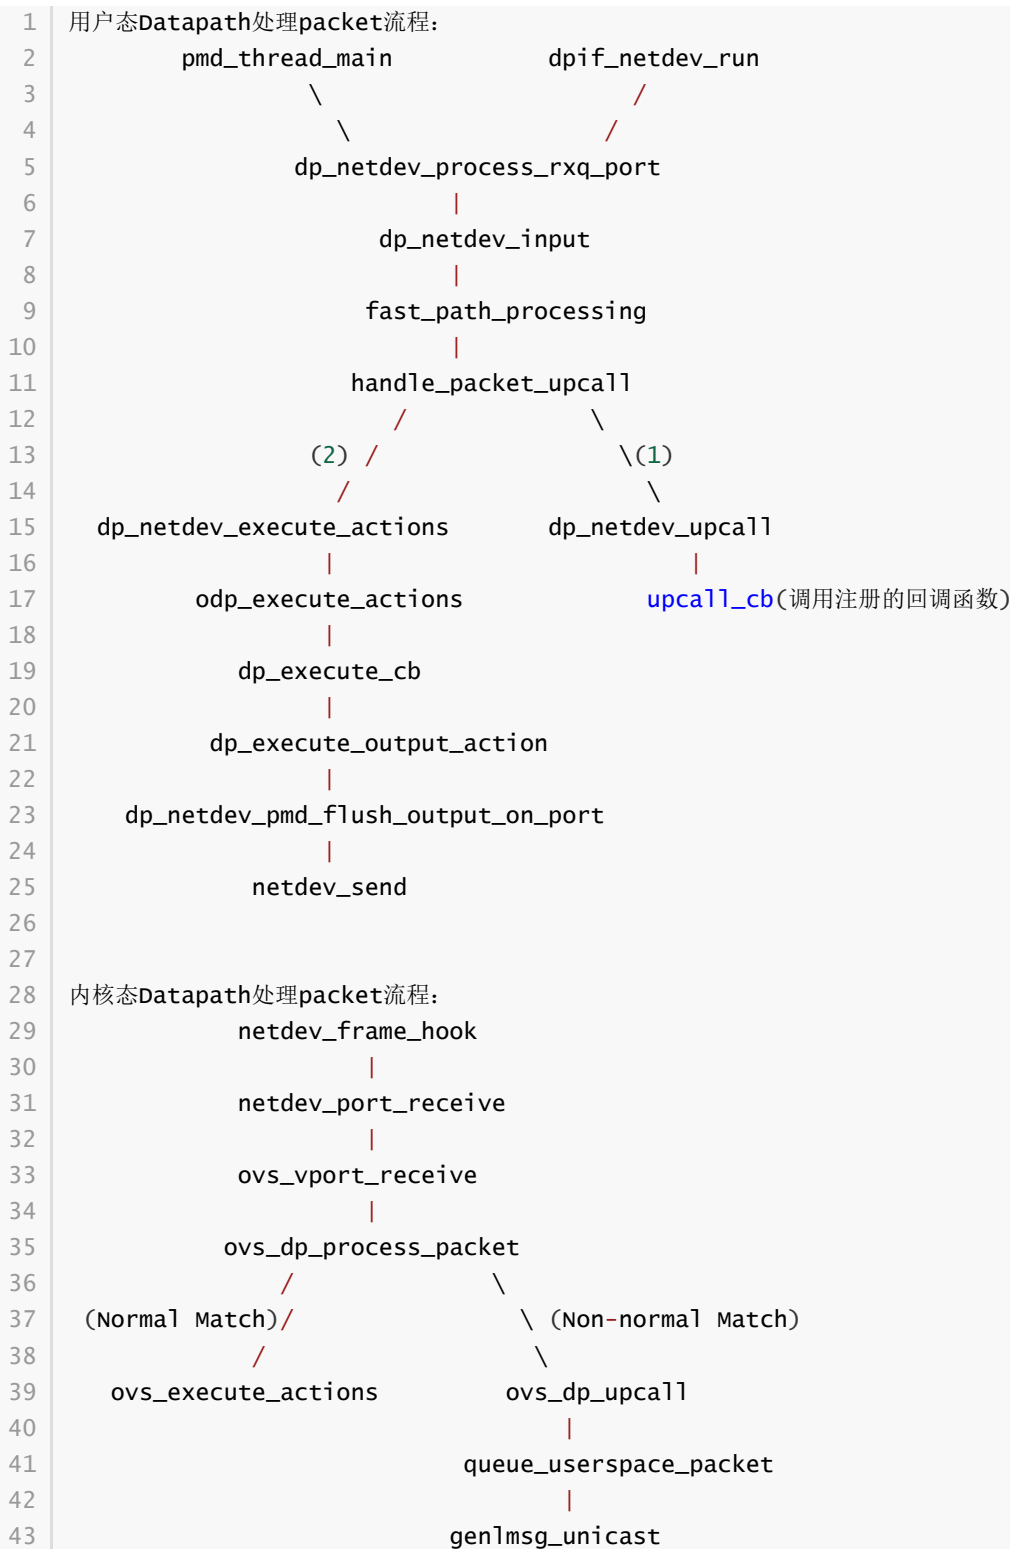 1 用户态Datapath处理packet流程：
2         pmd_thread_main           dpif_netdev_run
3                  \                      /
4                    \                  /
5                 dp_netdev_process_rxq_port
6                            |
7                       dp_netdev_input
8                            |
9                      fast_path_processing
10                           |
11                    handle_packet_upcall
12                       /             \
13                 (2) /                 \(1)
14                   /                     \
15  dp_netdev_execute_actions       dp_netdev_upcall
16                  |                         |
17         odp_execute_actions             upcall_cb(调用注册的回调函数)
18                  |
19            dp_execute_cb
20                  |
21          dp_execute_output_action
22                  |
23    dp_netdev_pmd_flush_output_on_port
24                  |
25             netdev_send
26
27
28 内核态Datapath处理packet流程：
29            netdev_frame_hook
30                     |
31            netdev_port_receive
32                     |
33            ovs_vport_receive
34                     |
35           ovs_dp_process_packet
36               /              \
37 (Normal Match)/                \ (Non-normal Match)
38             /                   \
39   ovs_execute_actions         ovs_dp_upcall
40                                   |
41                            queue_userspace_packet
42                                   |
43                           genlmsg_unicast